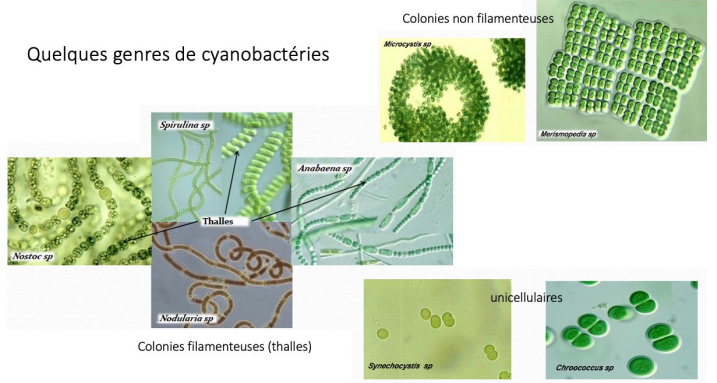 Quelques genres de cyanobactéries
Colonies non filamenteuses
Microcystis sp
Merismopedia sp
Spirulina sp
Anabaena sp
Thalles
Nostoc sp
Nodularia sp
Colonies filamenteuses (thalles)
unicellulaires
Synechocystis sp
Chroococcus sp